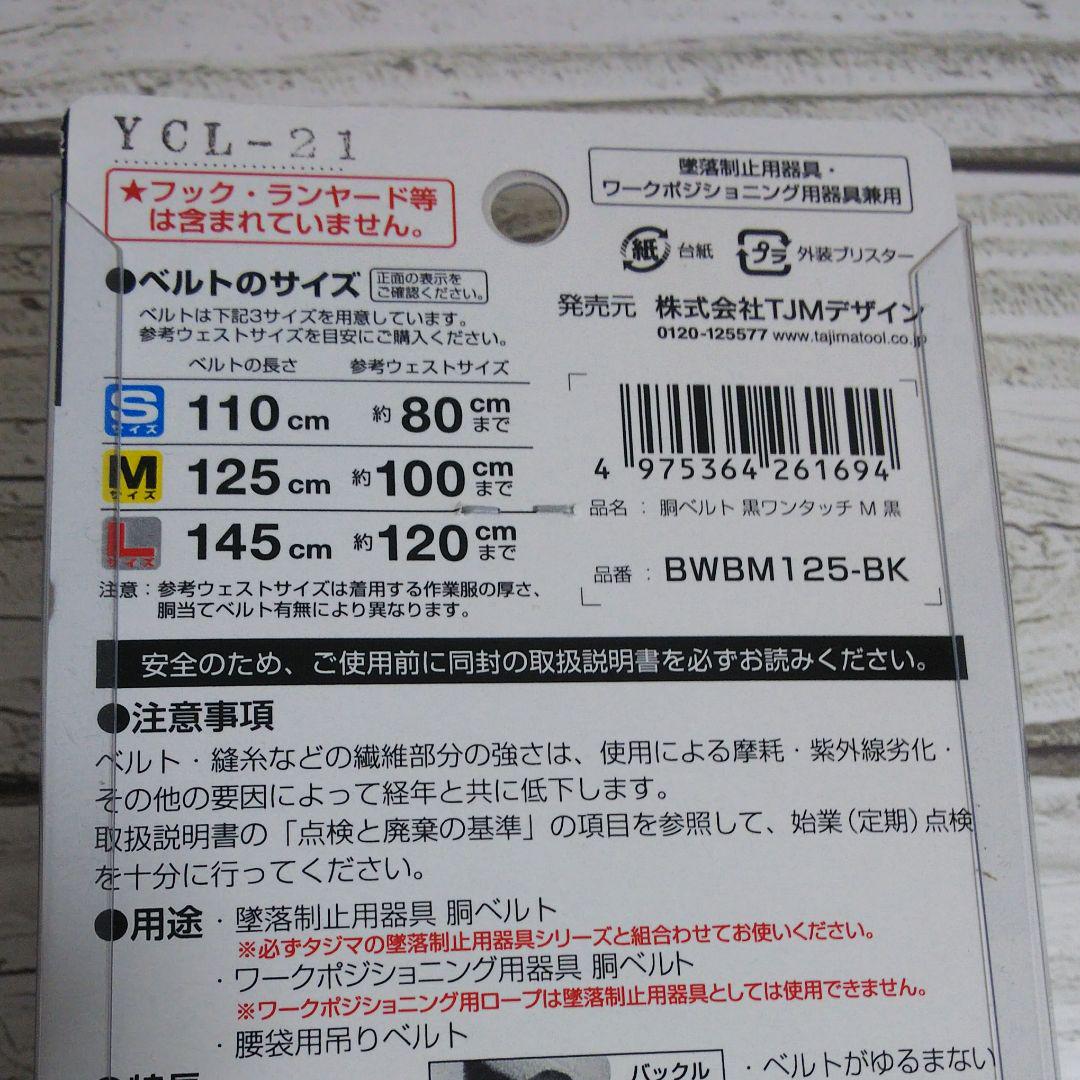 YCL-21
★フック・ランヤード等
は含まれていません。
墜落制止用器具・
ワークポジショニング用器具兼用
紙 台紙
プラ 外装ブリスター
●ベルトのサイズ
正面の表示を
ご確認ください。
ベルトは下記3サイズを用意しています。
参考ウェストサイズを目安にご購入ください。
発売元 株式会社TJMデザイン
0120-125577 www.tajimatool.co.jp
ベルトの長さ 参考ウェストサイズ
Sサイズ 110cm 約80cmまで
Mサイズ 125cm 約100cmまで
Lサイズ 145cm 約120cmまで
注意：参考ウェストサイズは着用する作業服の厚さ、
胴当てベルト有無により異なります。
4 975364 261694
品名：胴ベルト 黒ワンタッチ M 黒
品番：BWBM125-BK
安全のため、ご使用前に同封の取扱説明書を必ずお読みください。
●注意事項
ベルト・縫糸などの繊維部分の強さは、使用による摩耗・紫外線劣化・
その他の要因によって経年と共に低下します。
取扱説明書の「点検と廃棄の基準」の項目を参照して、始業（定期）点検
を十分に行ってください。
●用途・墜落制止用器具 胴ベルト
※必ずタジマの墜落制止用器具シリーズと組合わせてお使いください。
・ワークポジショニング用器具 胴ベルト
※ワークポジショニング用ロープは墜落制止用器具としては使用できません。
・腰袋用吊りベルト
バックル
・ベルトがゆるまない